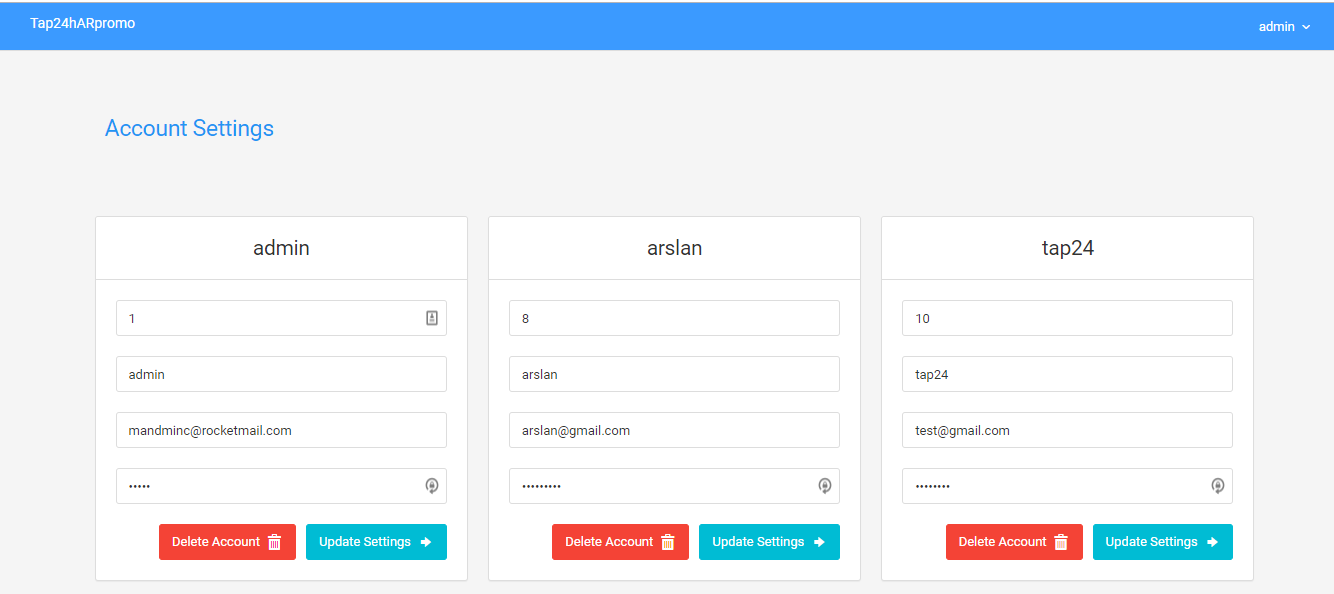 Tap24hARpromo
admin
Account Settings
admin
1
admin
mandminc@rocketmail.com
•••••
Delete Account
Update Settings
arslan
8
arslan
arslan@gmail.com
•••••••••
Delete Account
Update Settings
tap24
10
tap24
test@gmail.com
••••••••
Delete Account
Update Settings